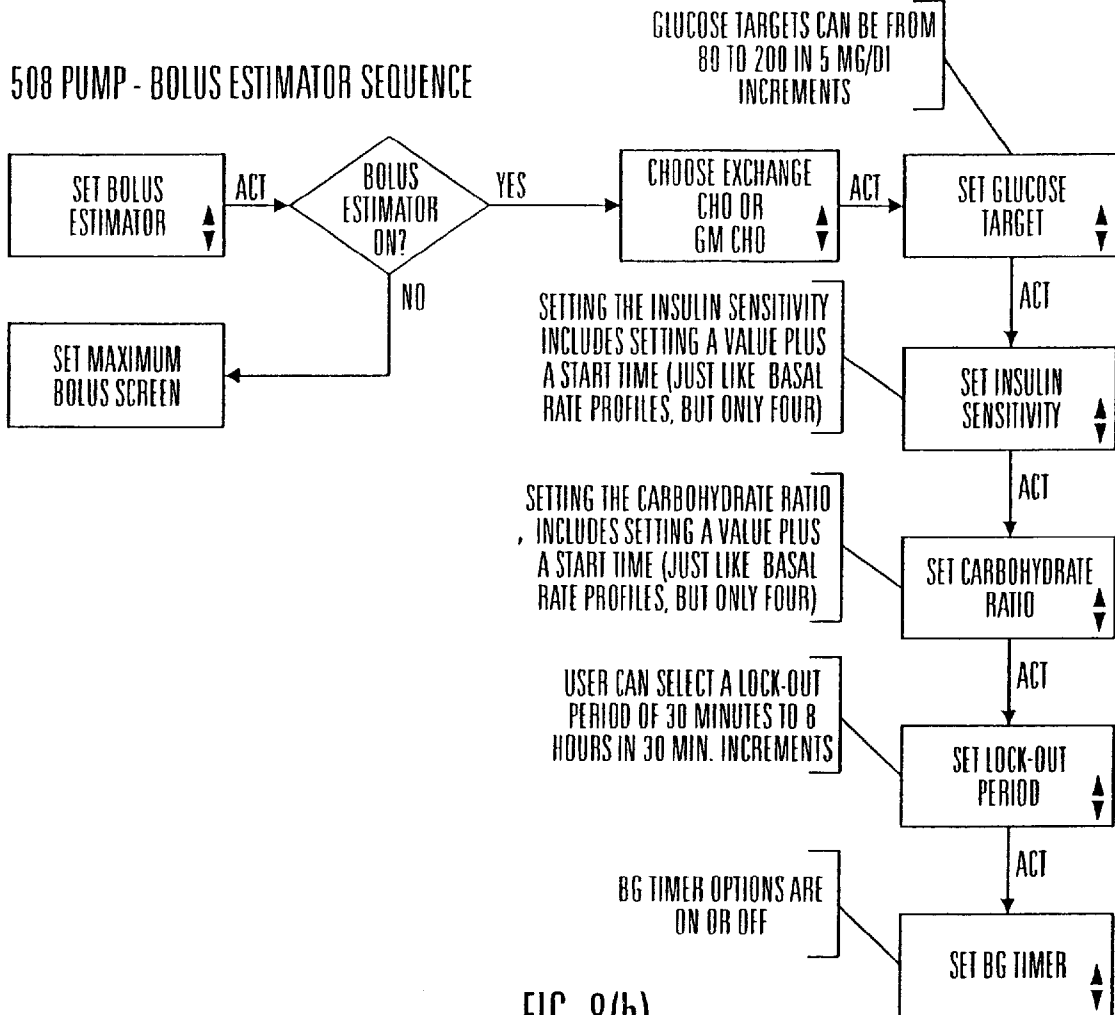 GLUCOSE TARGETS CAN BE FROM
80 TO 200 IN 5 MG/Dl
INCREMENTS
508 PUMP - BOLUS ESTIMATOR SEQUENCE
SET BOLUS
ESTIMATOR
ACT
BOLUS
ESTIMATOR
ON?
YES
CHOOSE EXCHANGE
CHO OR
GM CHO
ACT
SET GLUCOSE
TARGET
NO
ACT
SET MAXIMUM
BOLUS SCREEN
SETTING THE INSULIN SENSITIVITY
INCLUDES SETTING A VALUE PLUS
A START TIME (JUST LIKE BASAL
RATE PROFILES, BUT ONLY FOUR)
SET INSULIN
SENSITIVITY
ACT
SETTING THE CARBOHYDRATE RATIO
INCLUDES SETTING A VALUE PLUS
A START TIME (JUST LIKE BASAL
RATE PROFILES, BUT ONLY FOUR)
SET CARBOHYDRATE
RATIO
ACT
USER CAN SELECT A LOCK-OUT
PERIOD OF 30 MINUTES TO 8
HOURS IN 30 MIN. INCREMENTS
SET LOCK-OUT
PERIOD
ACT
BG TIMER OPTIONS ARE
ON OR OFF
SET BG TIMER